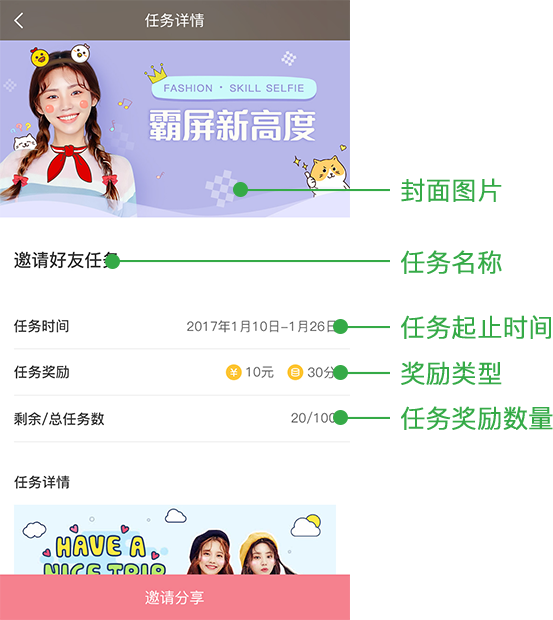 任务详情
FASHION · SKILL SELFIE
霸屏新高度
封面图片
邀请好友任务
任务名称
任务时间
2017年1月10日-1月26日
任务起止时间
任务奖励
¥ 10元
30分
奖励类型
剩余/总任务数
20/100
任务奖励数量
任务详情
HAVE A
NICE TRIP
邀请分享